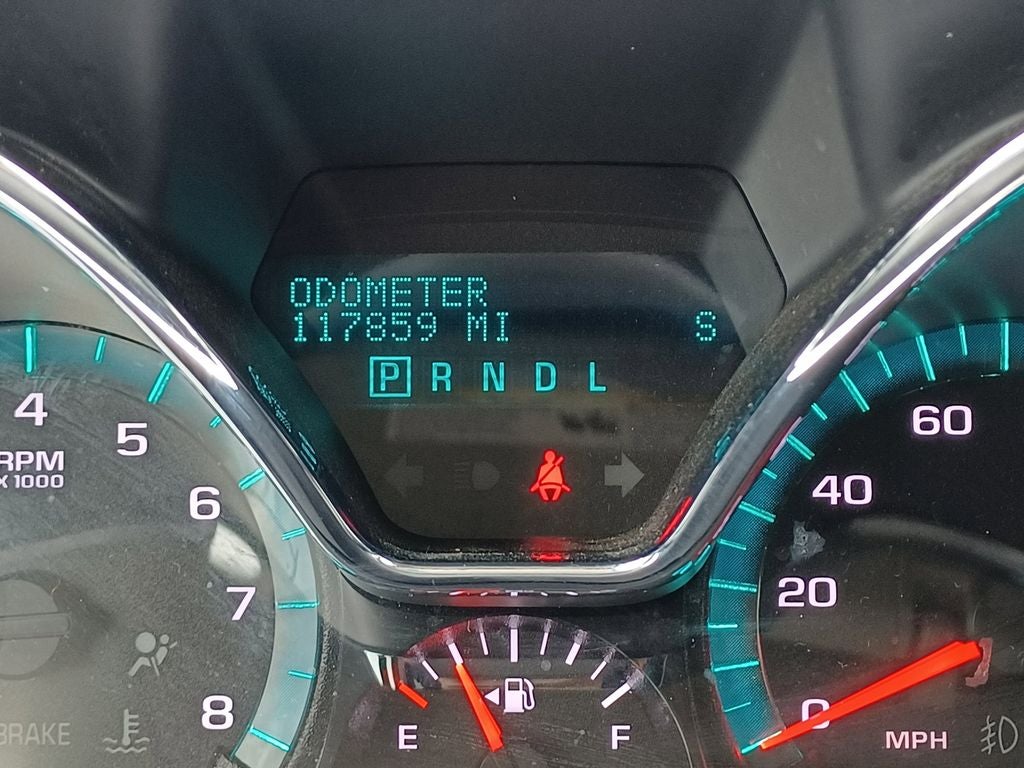 ODOMETER
117859 MI S
P R N D L
4
5
6
7
8
RPM
X 1000
BRAKE
E
F
60
40
20
0
MPH